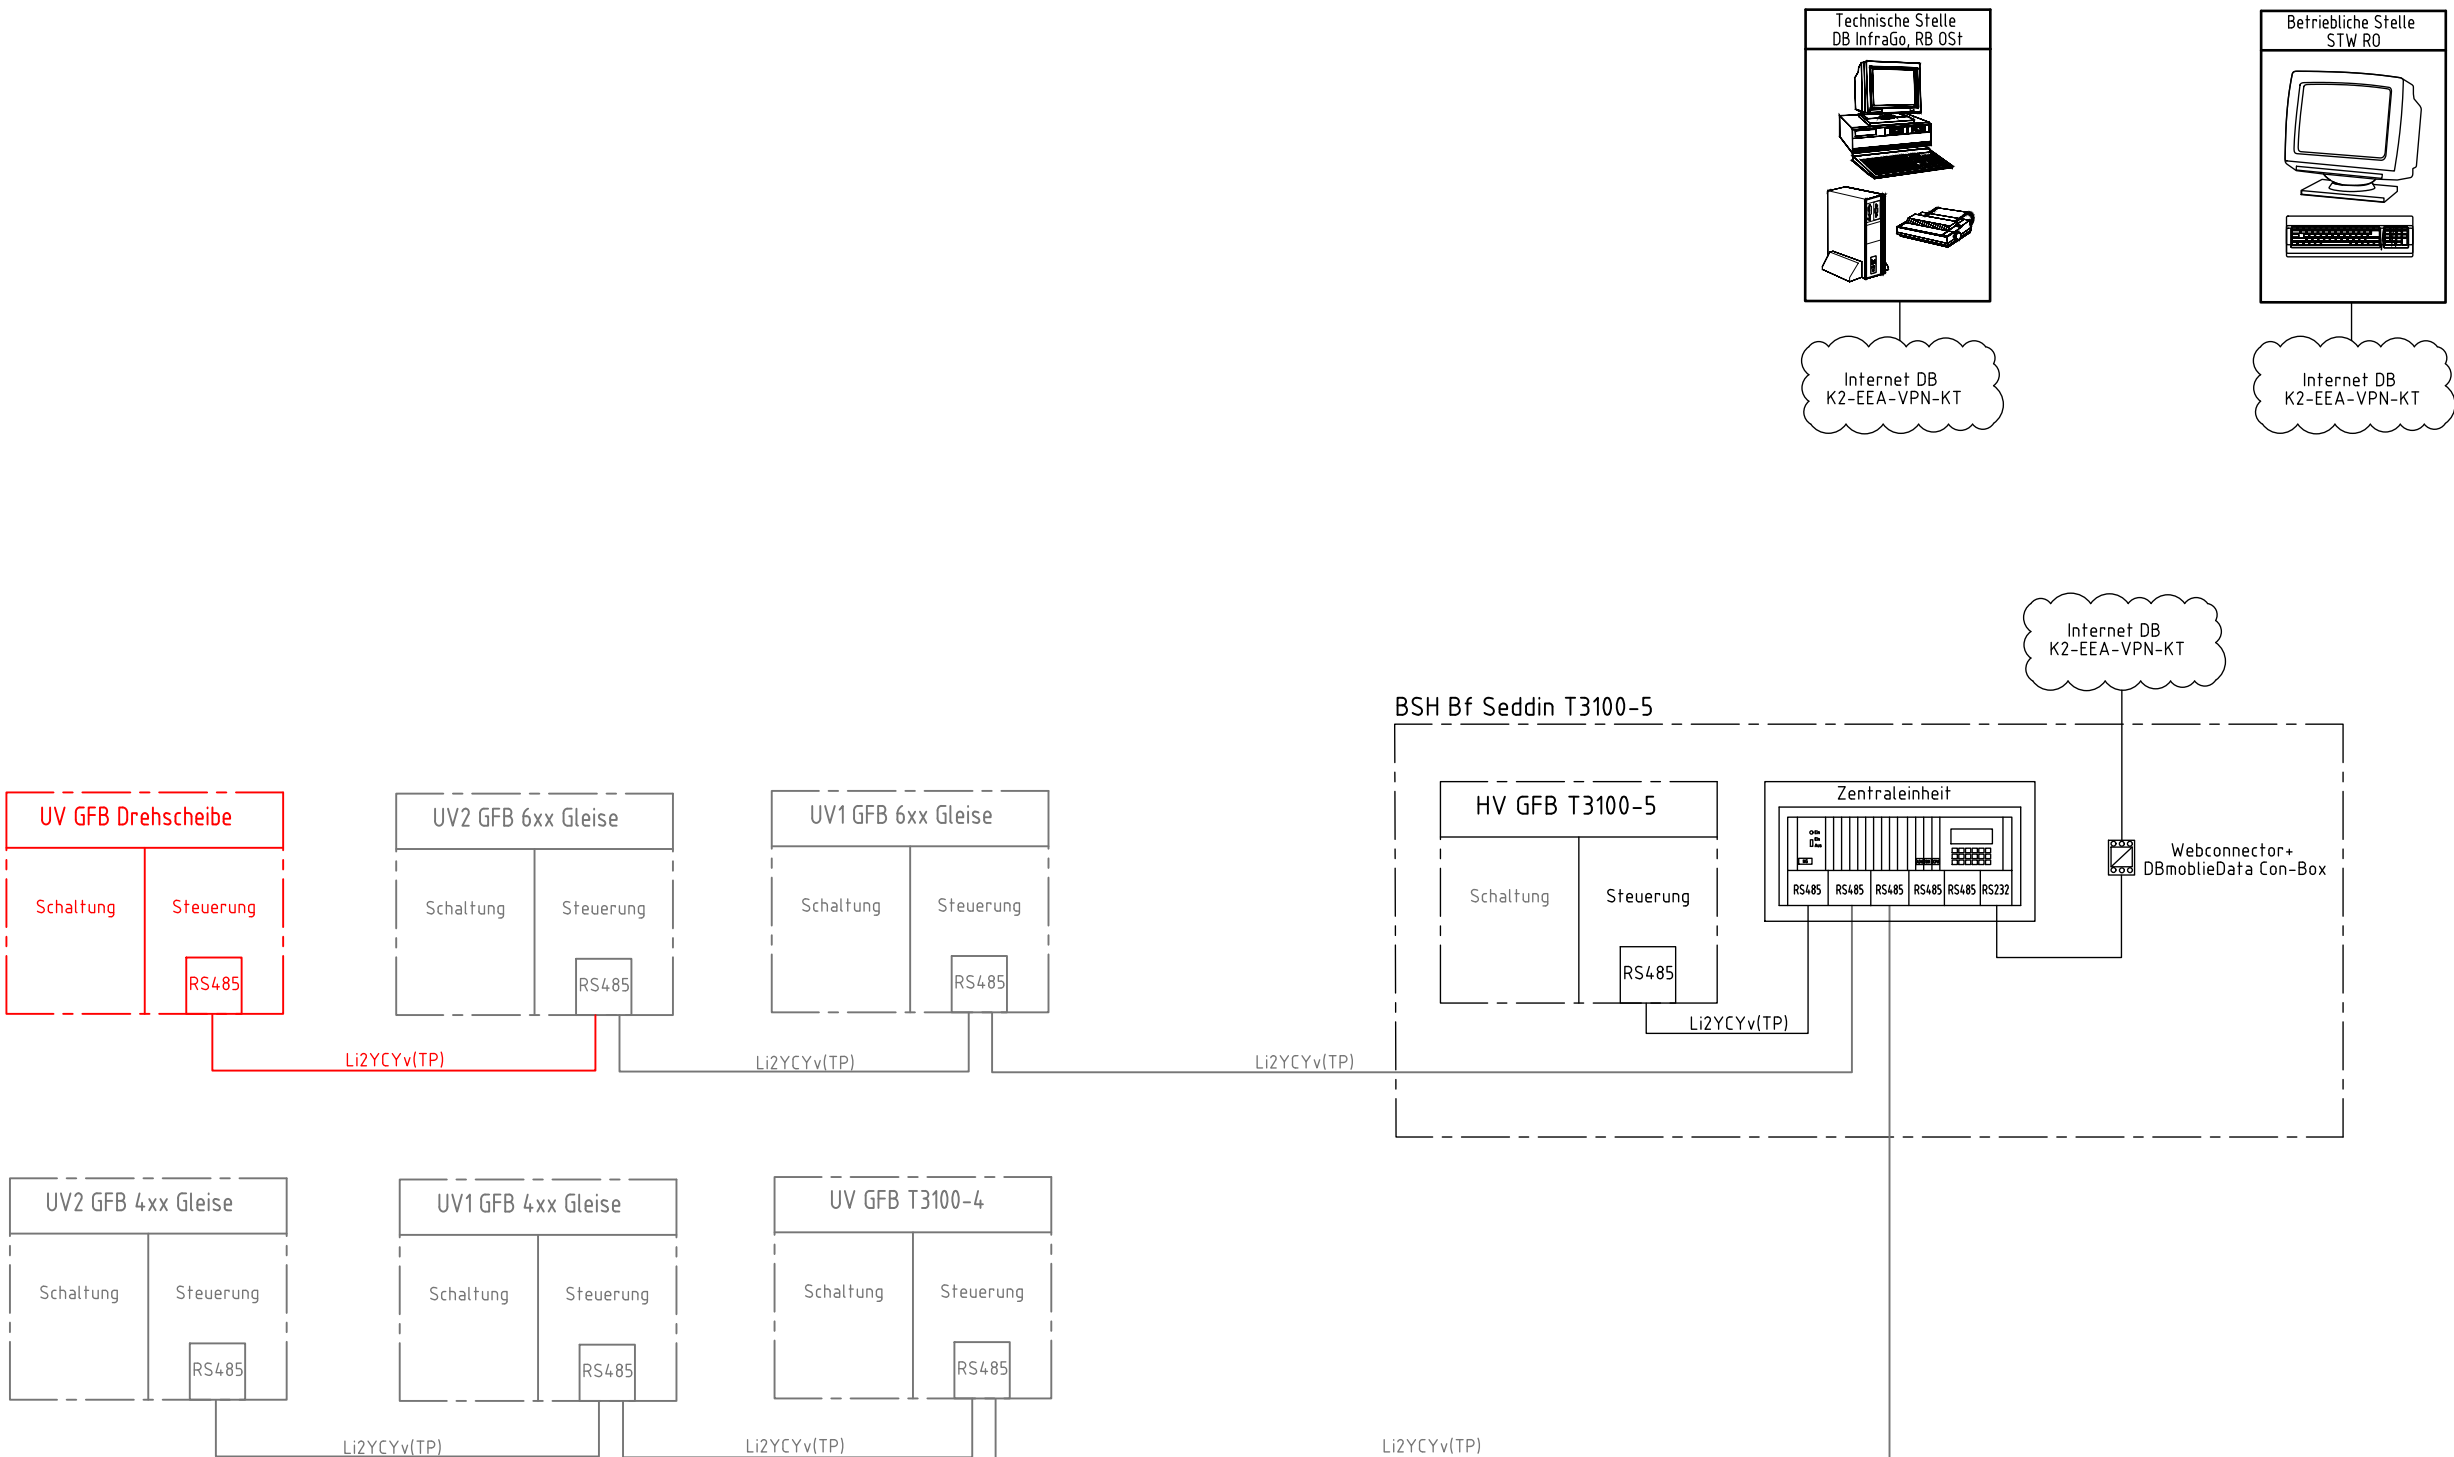 Technische Stelle
DB InfraGo, RB OSt
Betriebliche Stelle
STW RO
Internet DB
K2-EEA-VPN-KT
Internet DB
K2-EEA-VPN-KT
Internet DB
K2-EEA-VPN-KT
BSH Bf Seddin T3100-5
HV GFB T3100-5
Schaltung
Steuerung
RS485
Li2YCYv(TP)
Zentraleinheit
RS485
RS485
RS485
RS485
RS485
RS232
Webconnector+
DBmoblieData Con-Box
UV GFB Drehscheibe
Schaltung
Steuerung
RS485
Li2YCYv(TP)
UV2 GFB 6xx Gleise
Schaltung
Steuerung
RS485
Li2YCYv(TP)
UV1 GFB 6xx Gleise
Schaltung
Steuerung
RS485
Li2YCYv(TP)
UV2 GFB 4xx Gleise
Schaltung
Steuerung
RS485
Li2YCYv(TP)
UV1 GFB 4xx Gleise
Schaltung
Steuerung
RS485
Li2YCYv(TP)
UV GFB T3100-4
Schaltung
Steuerung
RS485
Li2YCYv(TP)